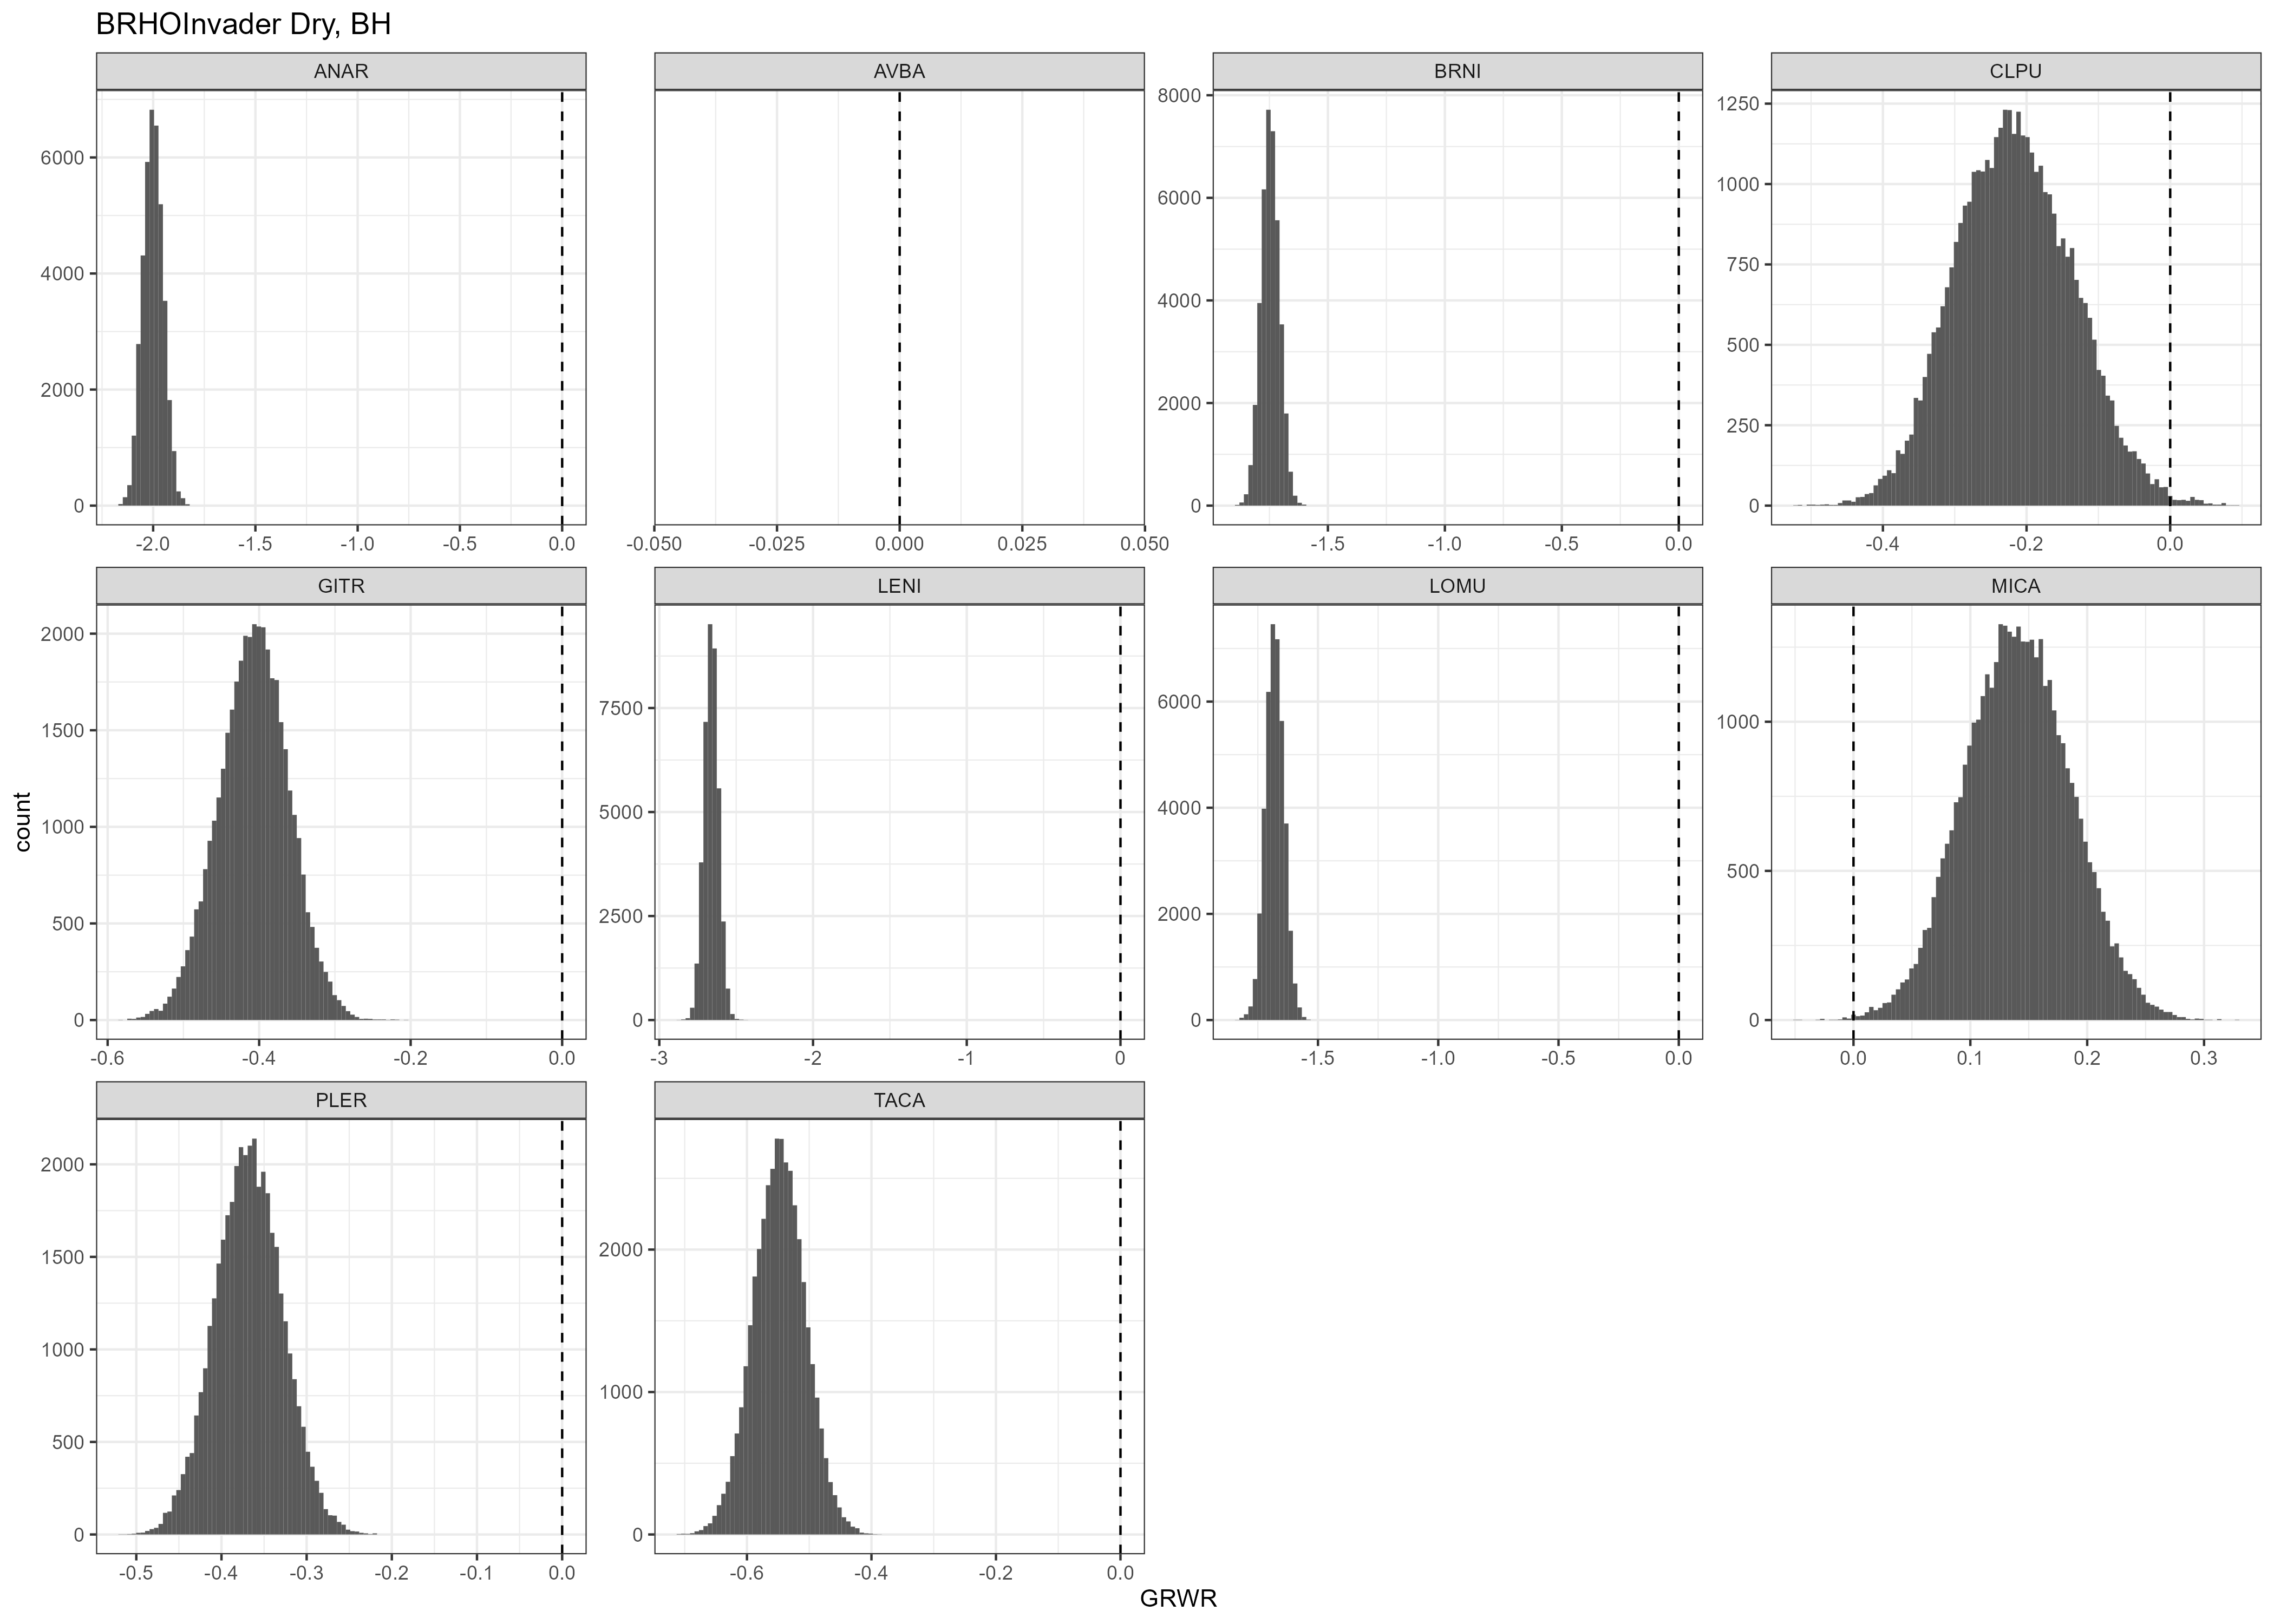 BRHOInvader Dry, BH
ANAR AVBA BRNI CLPU
6000
4000
2000
0
-2.0 -1.5 -1.0 -0.5 0.0
-0.050 -0.025 0.000 0.025 0.050
8000
6000
4000
2000
0
-1.5 -1.0 -0.5 0.0
1250
1000
750
500
250
0
-0.4 -0.2 0.0
GITR LENI LOMU MICA
2000
1500
1000
500
0
-0.6 -0.4 -0.2 0.0
7500
5000
2500
0
-3 -2 -1 0
6000
4000
2000
0
-1.5 -1.0 -0.5 0.0
1000
500
0
0.0 0.1 0.2 0.3
PLER TACA
2000
1500
1000
500
0
-0.5 -0.4 -0.3 -0.2 -0.1 0.0
2000
1000
0
-0.6 -0.4 -0.2 0.0
count
GRWR